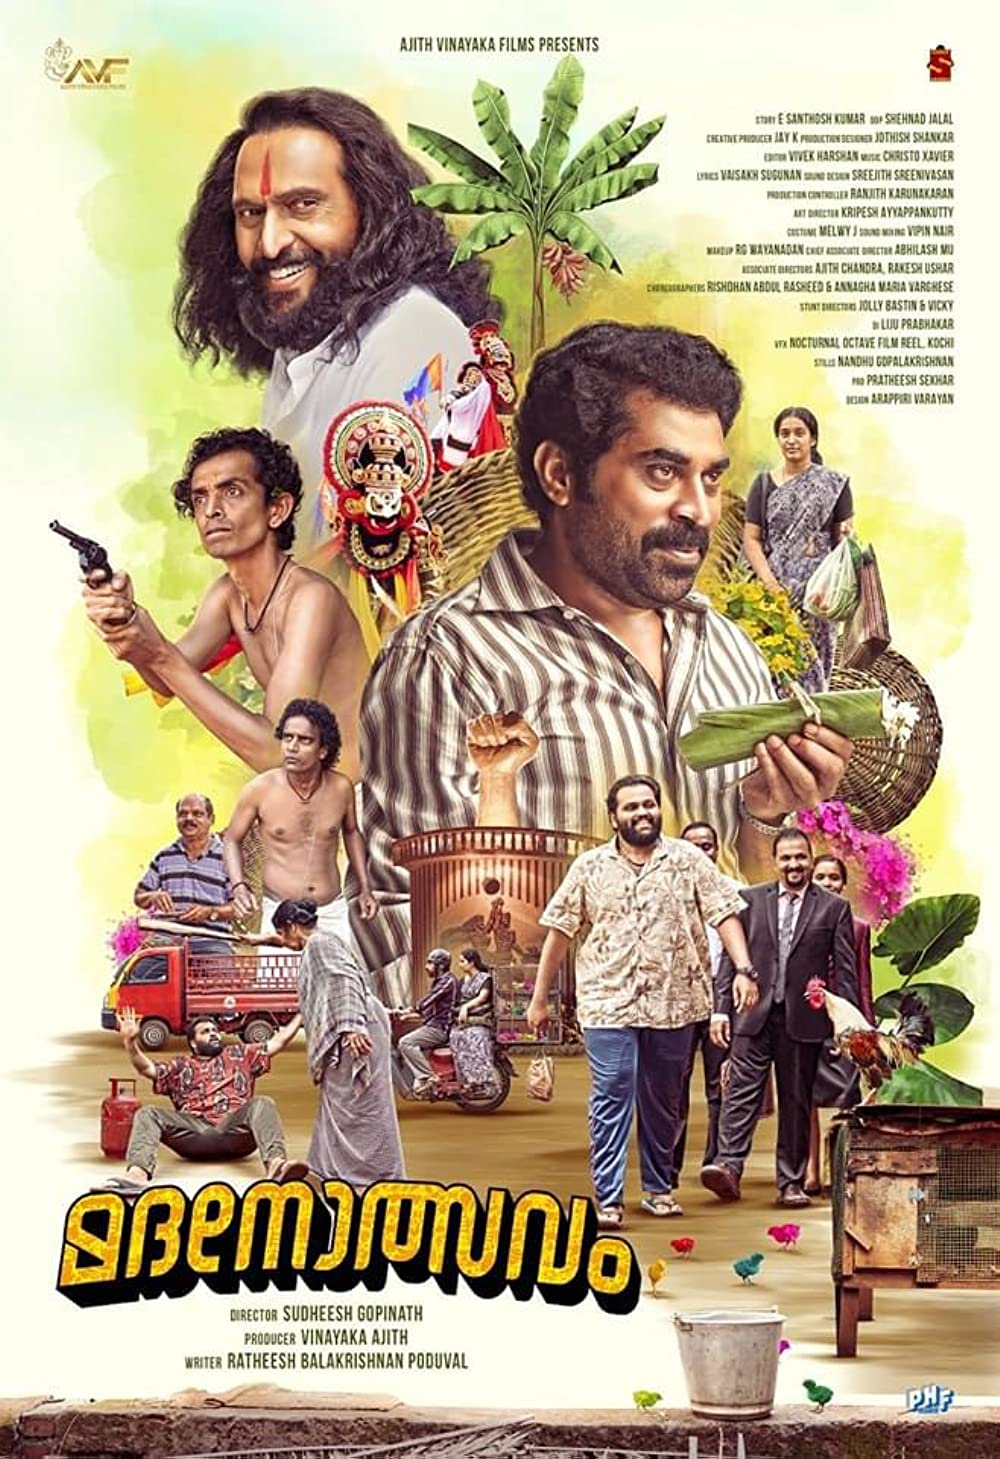 AJITH VINAYAKA FILMS PRESENTS
AVF
AJITH VINAYAKA FILMS
S
STORY E SANTHOSH KUMAR DOP SHEHNAD JALAL
CREATIVE PRODUCER JAY K PRODUCTION DESIGNER JOTHISH SHANKAR
EDITOR VIVEK HARSHAN MUSIC CHRISTO XAVIER
LYRICS VAISAKH SUGUNAN SOUND DESIGN SREEJITH SREENIVASAN
PRODUCTION CONTROLLER RANJITH KARUNAKARAN
ART DIRECTOR KRIPESH AYYAPPANKUTTY
COSTUME MELWY J SOUND MIXING VIPIN NAIR
MAKEUP RG WAYANADAN CHIEF ASSOCIATE DIRECTOR ABHILASH MU
ASSOCIATE DIRECTORS AJITH CHANDRA, RAKESH USHAR
CHOREOGRAPHERS RISHDHAN ABDUL RASHEED & ANNAGHA MARIA VARGHESE
STUNT DIRECTORS JOLLY BASTIN & VICKY
DI LIJU PRABHAKAR
VFX NOCTURNAL OCTAVE FILM REEL, KOCHI
STILLS NANDHU GOPALAKRISHNAN
PRO PRATHEESH SEKHAR
DESIGN ARAPPIRI VARAYAN
മദനോത്സവം
DIRECTOR SUDHEESH GOPINATH
PRODUCER VINAYAKA AJITH
WRITER RATHEESH BALAKRISHNAN PODUVAL
PHF